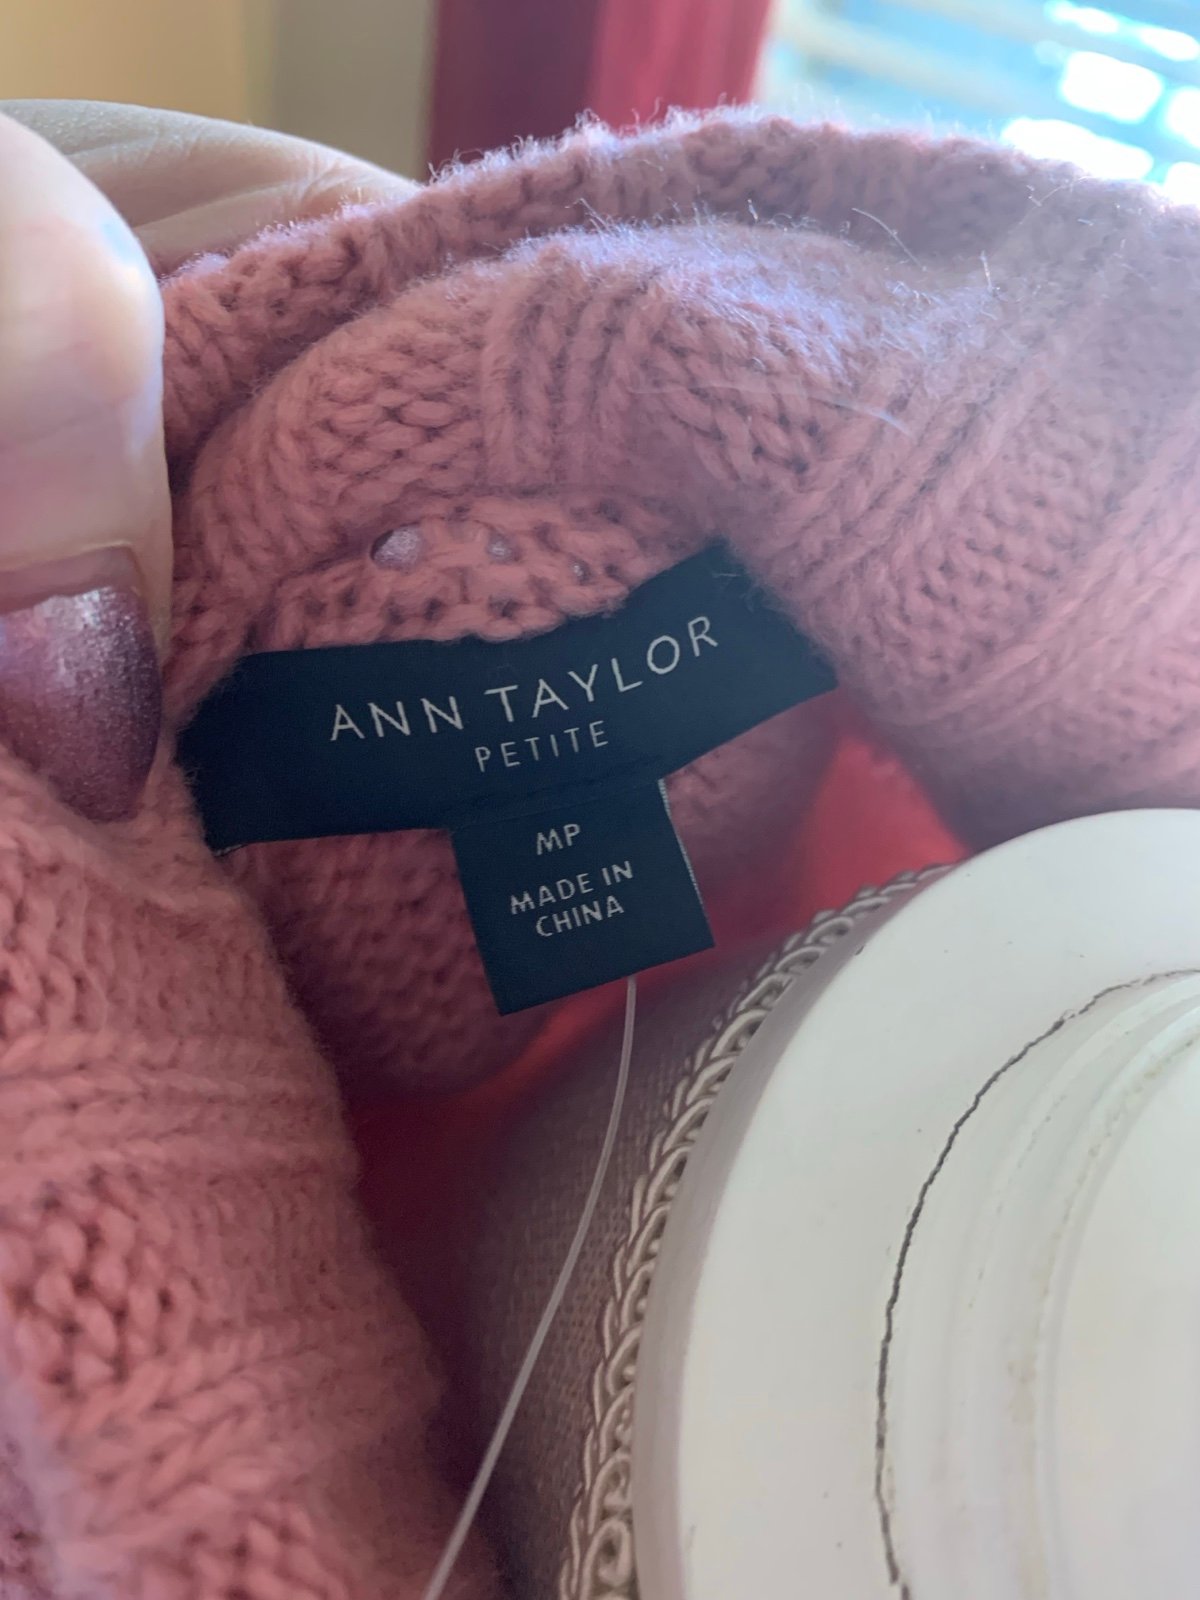 ANN TAYLOR
PETITE
MP
MADE IN
CHINA